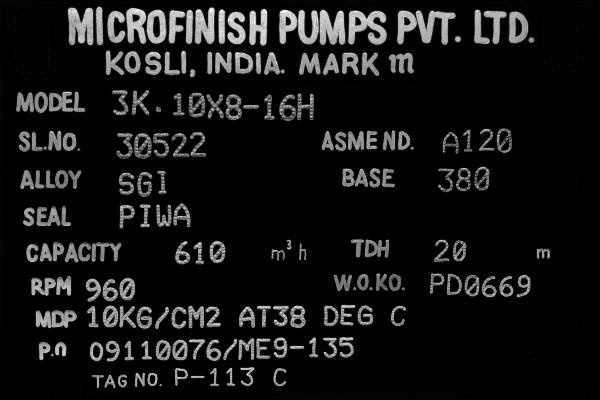 MICROFINISH PUMPS PVT. LTD.
KOSLI, INDIA. MARK m
MODEL 3K.10X8-16H
SL.NO. 30522 ASME ND. A120
ALLOY SGI BASE 380
SEAL PIWA
CAPACITY 610 m³ h TDH 20 m
RPM 960 W.O.KO. PD0669
MDP 10KG/CM2 AT38 DEG C
P.n 09110076/ME9-135
TAG NO. P-113 C